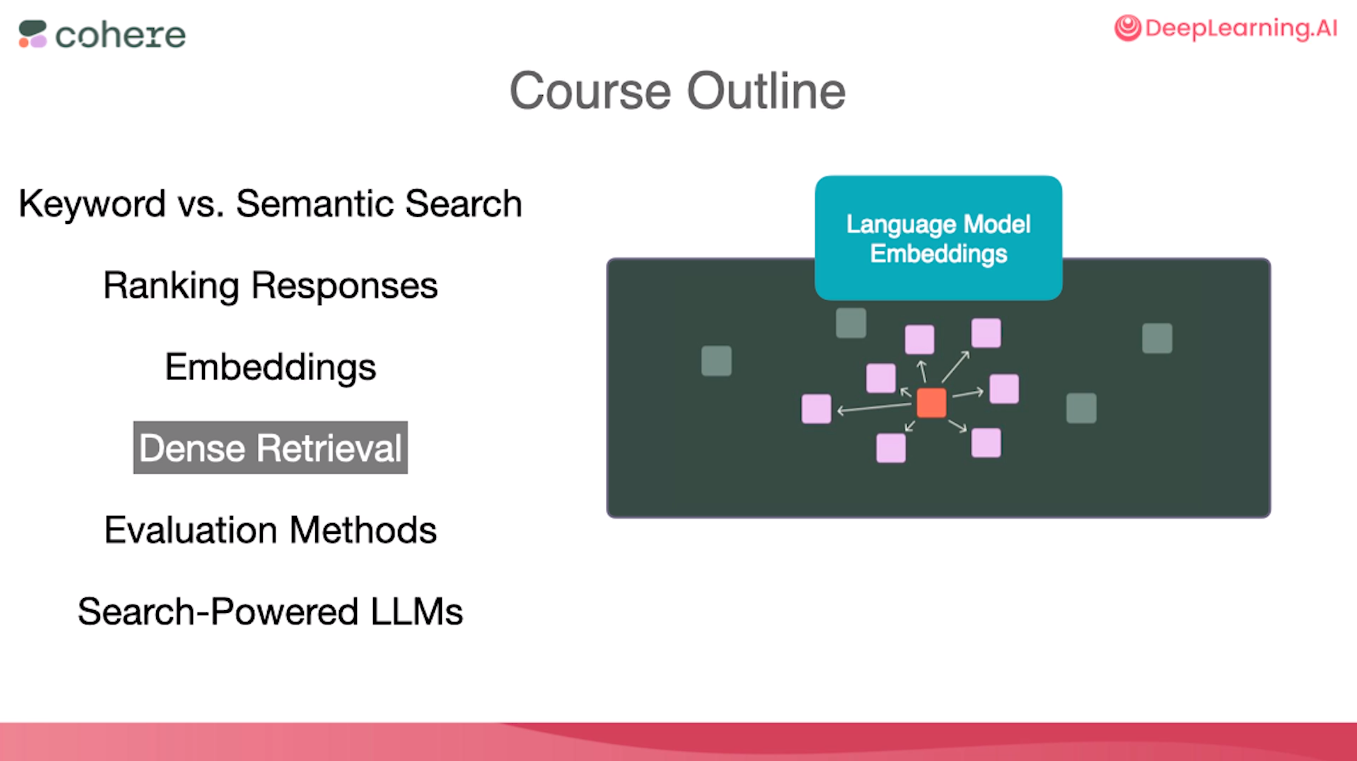 cohere
DeepLearning.AI
Course Outline
Keyword vs. Semantic Search
Ranking Responses
Embeddings
Dense Retrieval
Evaluation Methods
Search-Powered LLMs
Language Model
Embeddings